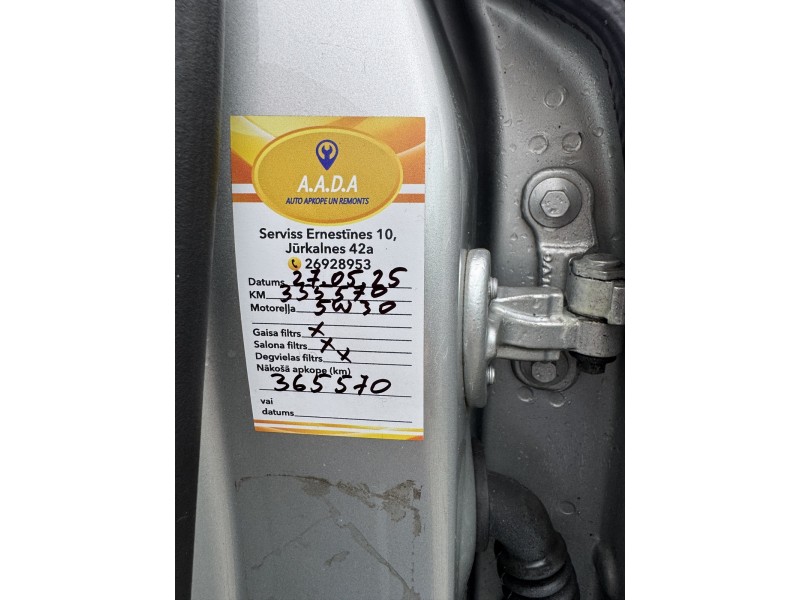 A.A.D.A
AUTO APKOPE UN REMONTS
Serviss Ernestīnes 10,
Jūrkalnes 42a
26928953
Datums 27.05.25
KM 355570
Motoreļļa 5W30
Gaisa filtrs x
Salona filtrs x
Degvielas filtrs x
Nākošā apkope (km)
365570
vai
datums